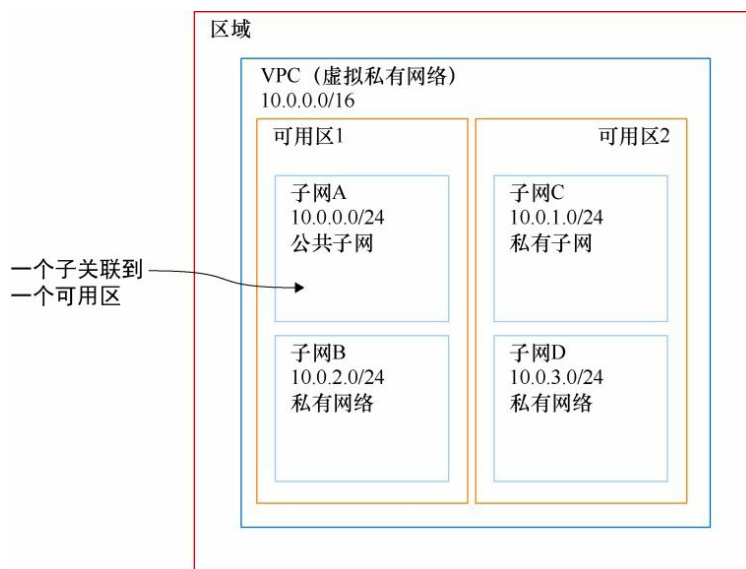 区域
VPC（虚拟私有网络）
10.0.0.0/16
可用区1
可用区2
子网A
10.0.0.0/24
公共子网
子网C
10.0.1.0/24
私有子网
一个子关联到
一个可用区
子网B
10.0.2.0/24
私有网络
子网D
10.0.3.0/24
私有网络